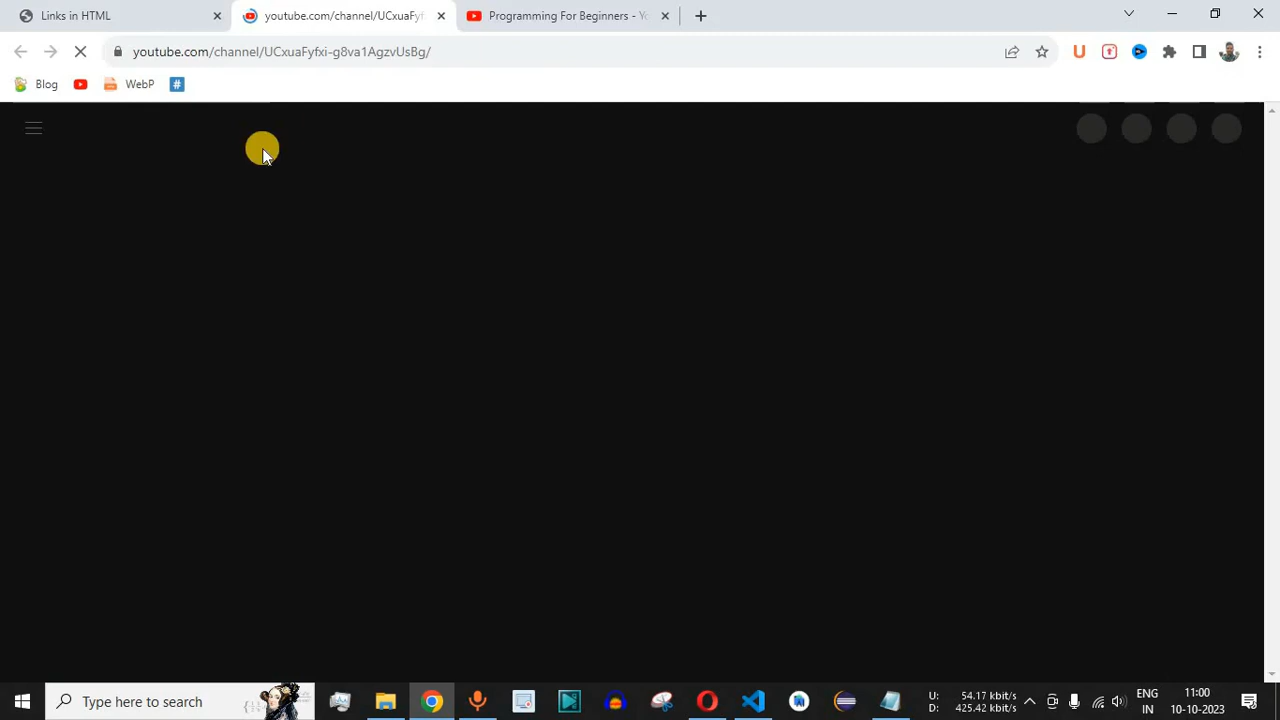 Links in HTML
youtube.com/channel/UCxuaFyf
Programming For Beginners - Yo
youtube.com/channel/UCxuaFyfxi-g8va1AgzvUsBg/
Blog
WebP
Type here to search
U: 54.17 kbit/s
D: 425.42 kbit/s
ENG
IN
11:00
10-10-2023